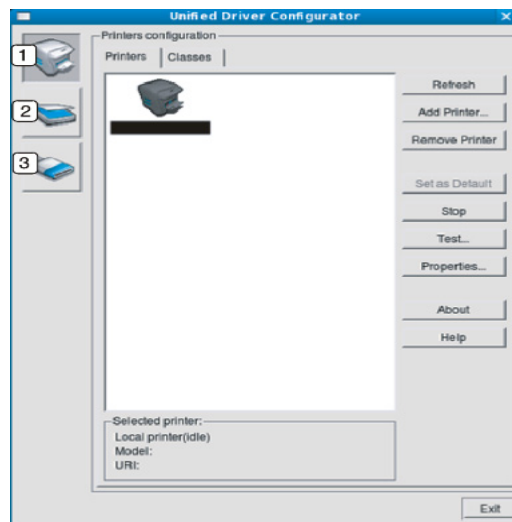 Unified Driver Configurator
1
2
3
Printers configuration
Printers
Classes
Refresh
Add Printer...
Remove Printer
Set as Default
Stop
Test...
Properties...
About
Help
Selected printer:
Local printer(idle)
Model:
URI:
Exit